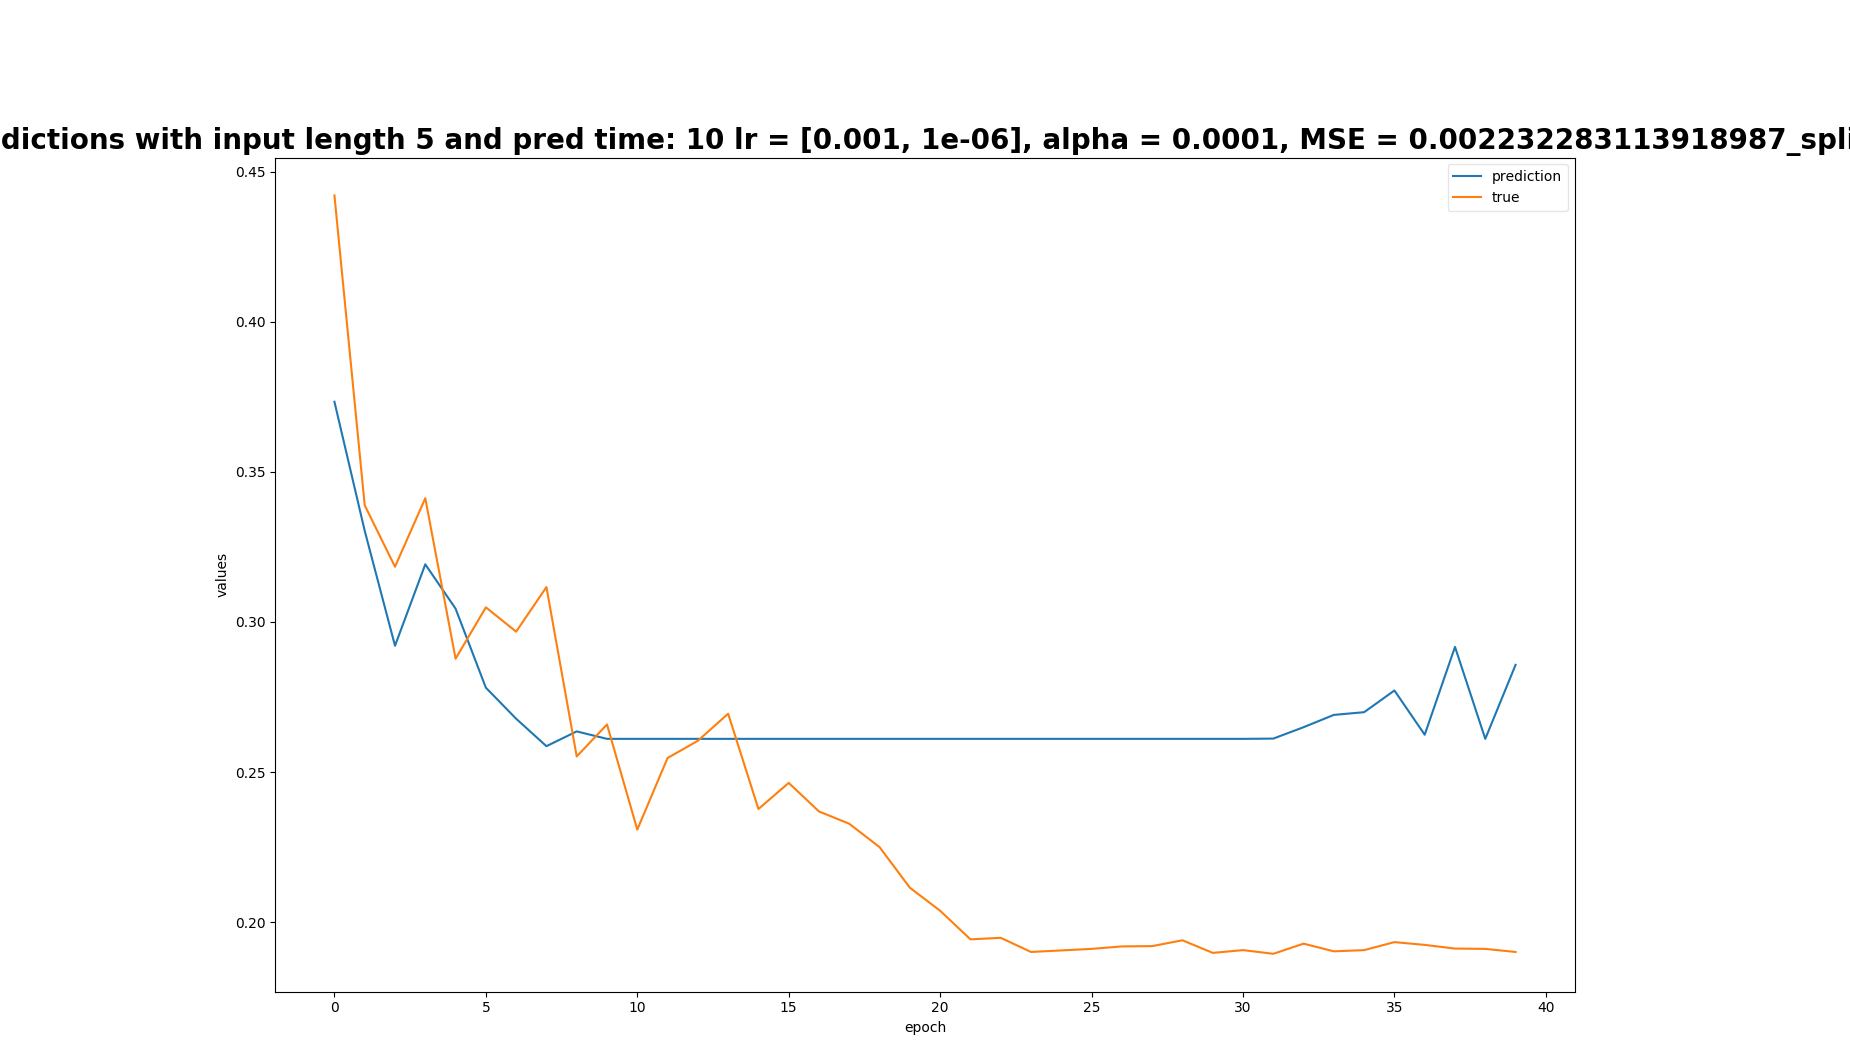 dictions with input length 5 and pred time: 10 lr = [0.001, 1e-06], alpha = 0.0001, MSE = 0.002232283113918987_spli
prediction
true
0.45
0.40
0.35
0.30
0.25
0.20
values
0 5 10 15 20 25 30 35 40
epoch